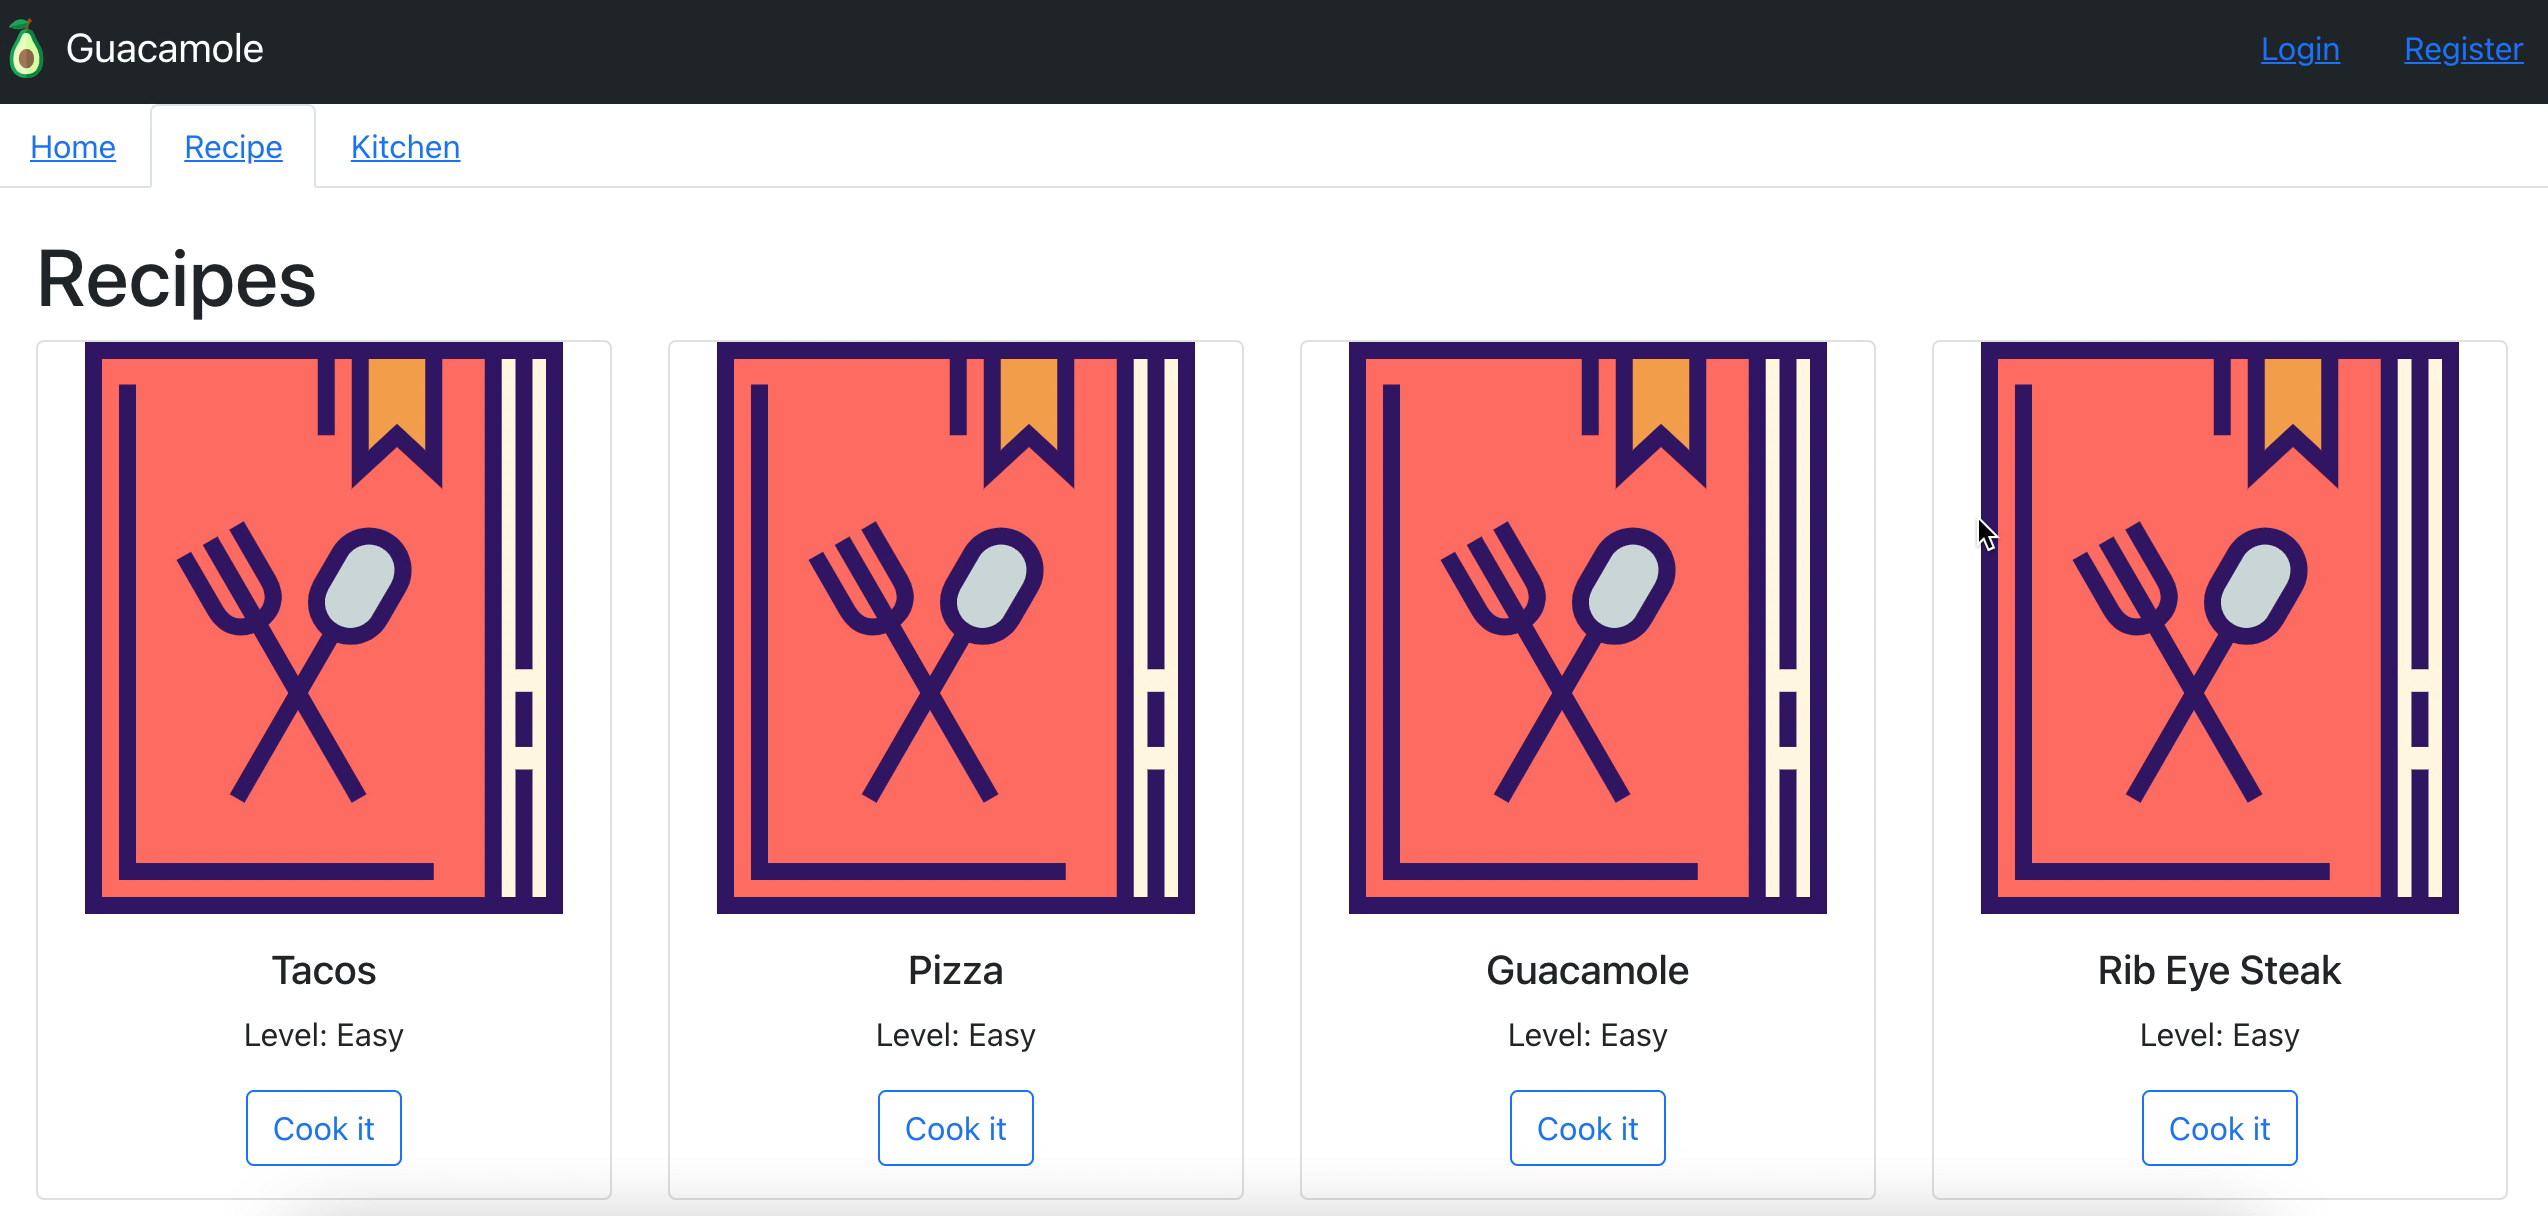 Guacamole Login Register
Home Recipe Kitchen
Recipes
Tacos
Level: Easy
Cook it
Pizza
Level: Easy
Cook it
Guacamole
Level: Easy
Cook it
Rib Eye Steak
Level: Easy
Cook it